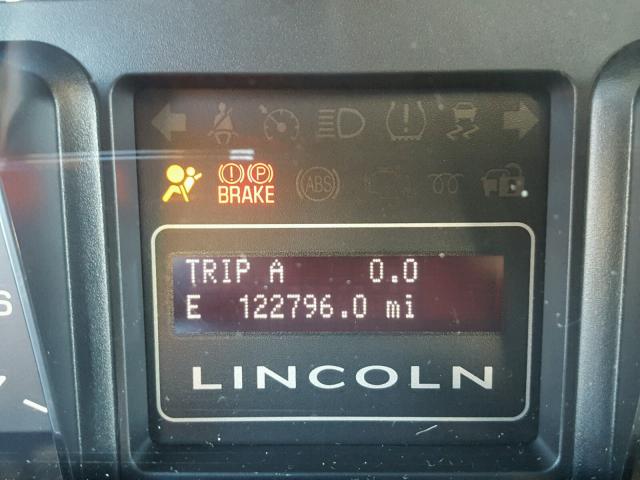 (!) (P)
BRAKE
(ABS)
TRIP A 0.0
E 122796.0 mi
LINCOLN
S